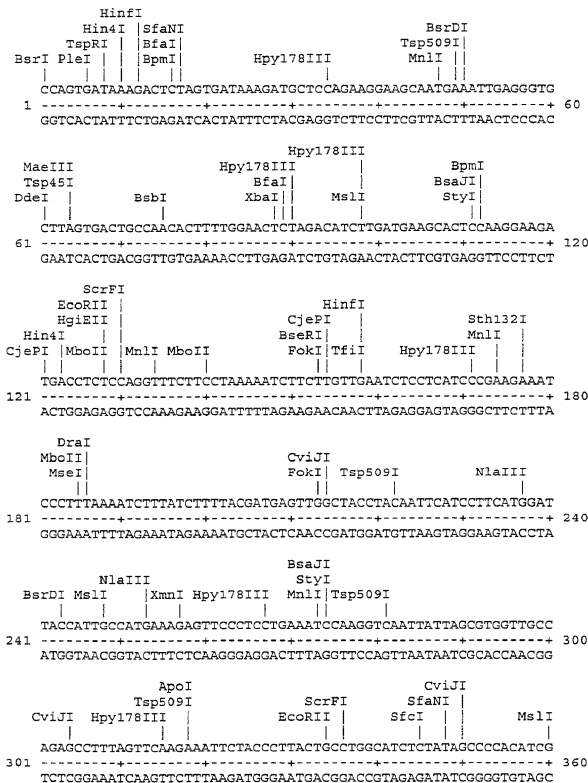 HinfI
Hin4I SfaNI
TspRI BfaI BsrDI Tsp509I
BsrI PleI BpmI Hpy178III MnlI
CCAGTGATAAAGACTCTAGTGATAAAGATGCTCCAGAAGGAAGCAATGAAATTGAGGGTG
1 ---------+---------+---------+---------+---------+---------+ 60
GGTCACTATTTCTGAGATCACTATTTCTACGAGGTCTTCCTTCGTTACTTTAACTCCCAC
Hpy178III
MaeIII Hpy178III BpmI
Tsp45I BfaI BsaJI
DdeI BsbI XbaI MslI StyI
CTTAGTGACTGCCAACACTTTTGGAACTCTAGACATCTTGATGAAGCACTCCAAGGAAGA
61 ---------+---------+---------+---------+---------+---------+ 120
GAATCACTGACGGTTGTGAAAACCTTGAGATCTGTAGAACTACTTCGTGAGGTTCCTTCT
ScrFI
EcoRII CjePI HinfI
HgiEII BseRI Sth132I
Hin4I MnlI
CjePI MboII MnlI MboII FokI TfiI Hpy178III
TGACCTCTCCAGGTTTCTTCCTAAAAATCTTCTTGTTGAATCTCCTCATCCCGAAGAAAT
121 ---------+---------+---------+---------+---------+---------+ 180
ACTGGAGAGGTCCAAAGAAGGATTTTTAGAAGAACAACTTAGAGGAGTAGGGCTTCTTTA
DraI
MboII CviJI
MseI FokI Tsp509I NlaIII
CCCTTTAAAATCTTTATCTTTTACGATGAGTTGGCTACCTACAATTCATCCTTCATGGAT
181 ---------+---------+---------+---------+---------+---------+ 240
GGGAAATTTTAGAAATAGAAAATGCTACTCAACCGATGGATGTTAAGTAGGAAGTACCTA
BsaJI
NlaIII StyI
BsrDI MslI XmnI Hpy178III MnlI Tsp509I
TACCATTGCCATGAAAGAGTTCCCTCCTGAAATCCAAGGTCAATTATTAGCGTGGTTGCC
241 ---------+---------+---------+---------+---------+---------+ 300
ATGGTAACGGTACTTTCTCAAGGGAGGACTTTAGGTTCCAGTTAATAATCGCACCAACGG
ApoI CviJI
Tsp509I ScrFI SfaNI
CviJI Hpy178III EcoRII SfcI MslI
AGAGCCTTTAGTTCAAGAAATTCTACCCTTACTGCCTGGCATCTCTATAGCCCCACATCG
301 ---------+---------+---------+---------+---------+---------+ 360
TCTCGGAAATCAAGTTCTTTAAGATGGGAATGACGGACCGTAGAGATATCGGGGTGTAGC